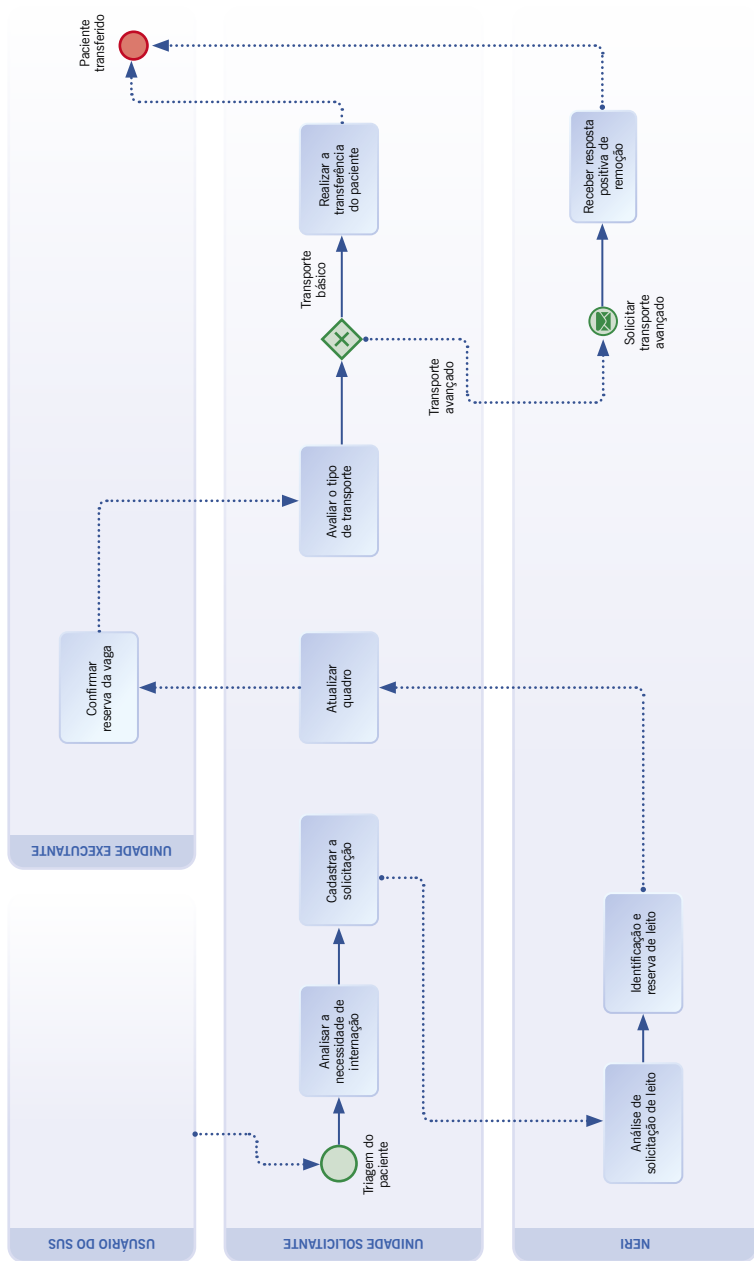 USUÁRIO DO SUS
UNIDADE EXECUTANTE
Confirmar
reserva da vaga
Paciente
transferido
UNIDADE SOLICITANTE
Triagem do
paciente
Analisar a
necessidade de
internação
Cadastrar a
solicitação
Atualizar
quadro
Avaliar o tipo
de transporte
Transporte
básico
Realizar a
transferência
do paciente
Transporte
avançado
NERI
Análise de
solicitação de leito
Identificação e
reserva de leito
Solicitar
transporte
avançado
Receber resposta
positiva de
remoção